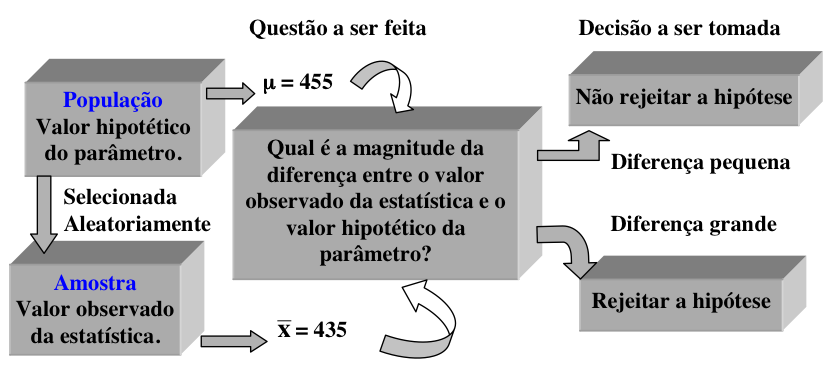 Questão a ser feita
Decisão a ser tomada
População
Valor hipotético
do parâmetro.
μ = 455
Não rejeitar a hipótese
Qual é a magnitude da
diferença entre o valor
observado da estatística e o
valor hipotético da
parâmetro?
Diferença pequena
Selecionada
Aleatoriamente
Diferença grande
Amostra
Valor observado
da estatística.
x̅ = 435
Rejeitar a hipótese